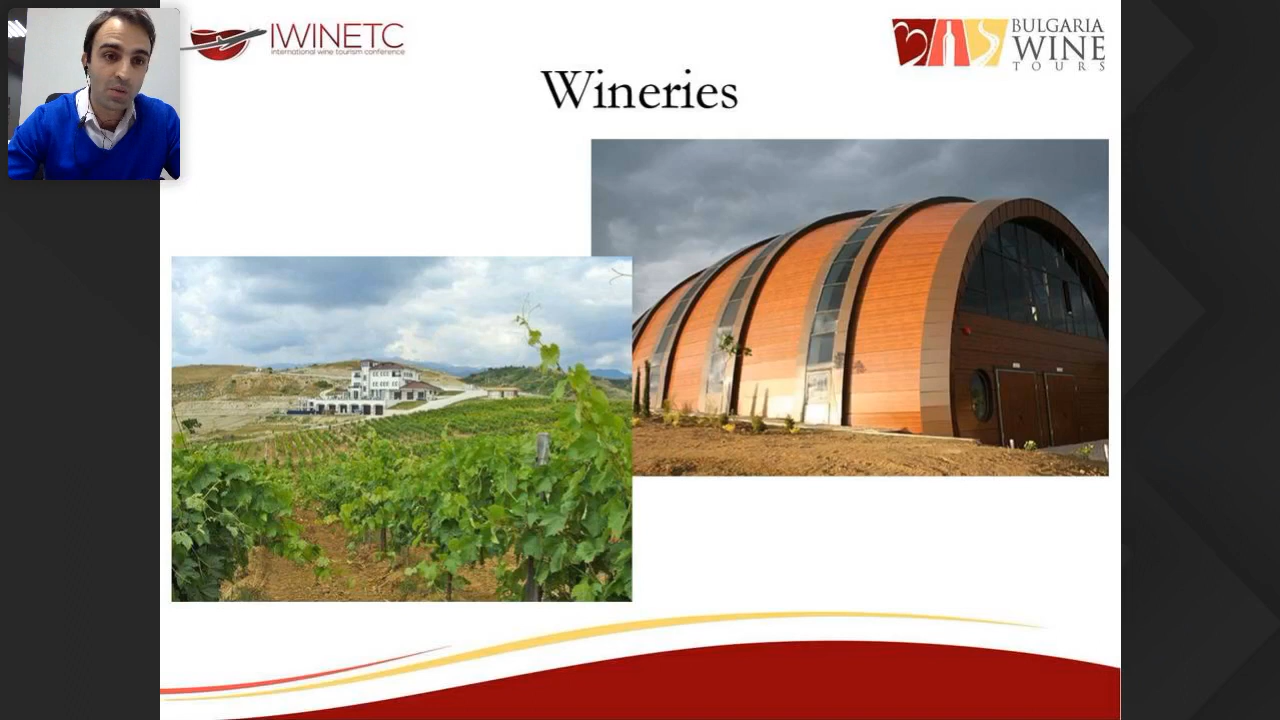 IWINETC
international wine tourism conference
BULGARIA
WINE
TOURS
Wineries